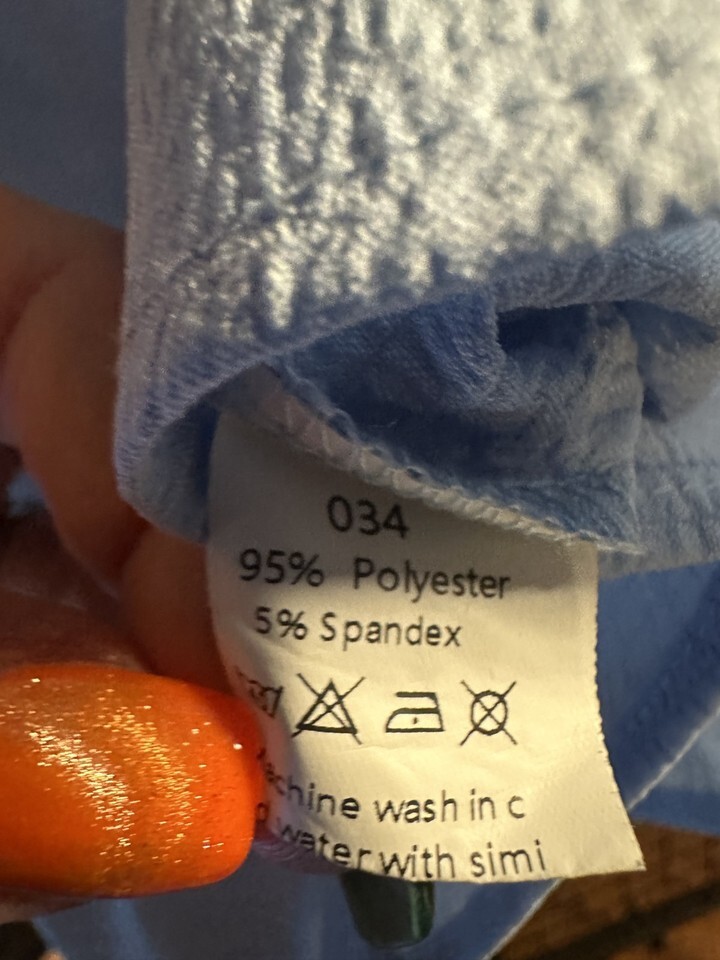 034
95% Polyester
5% Spandex
achine wash in c
water with simi